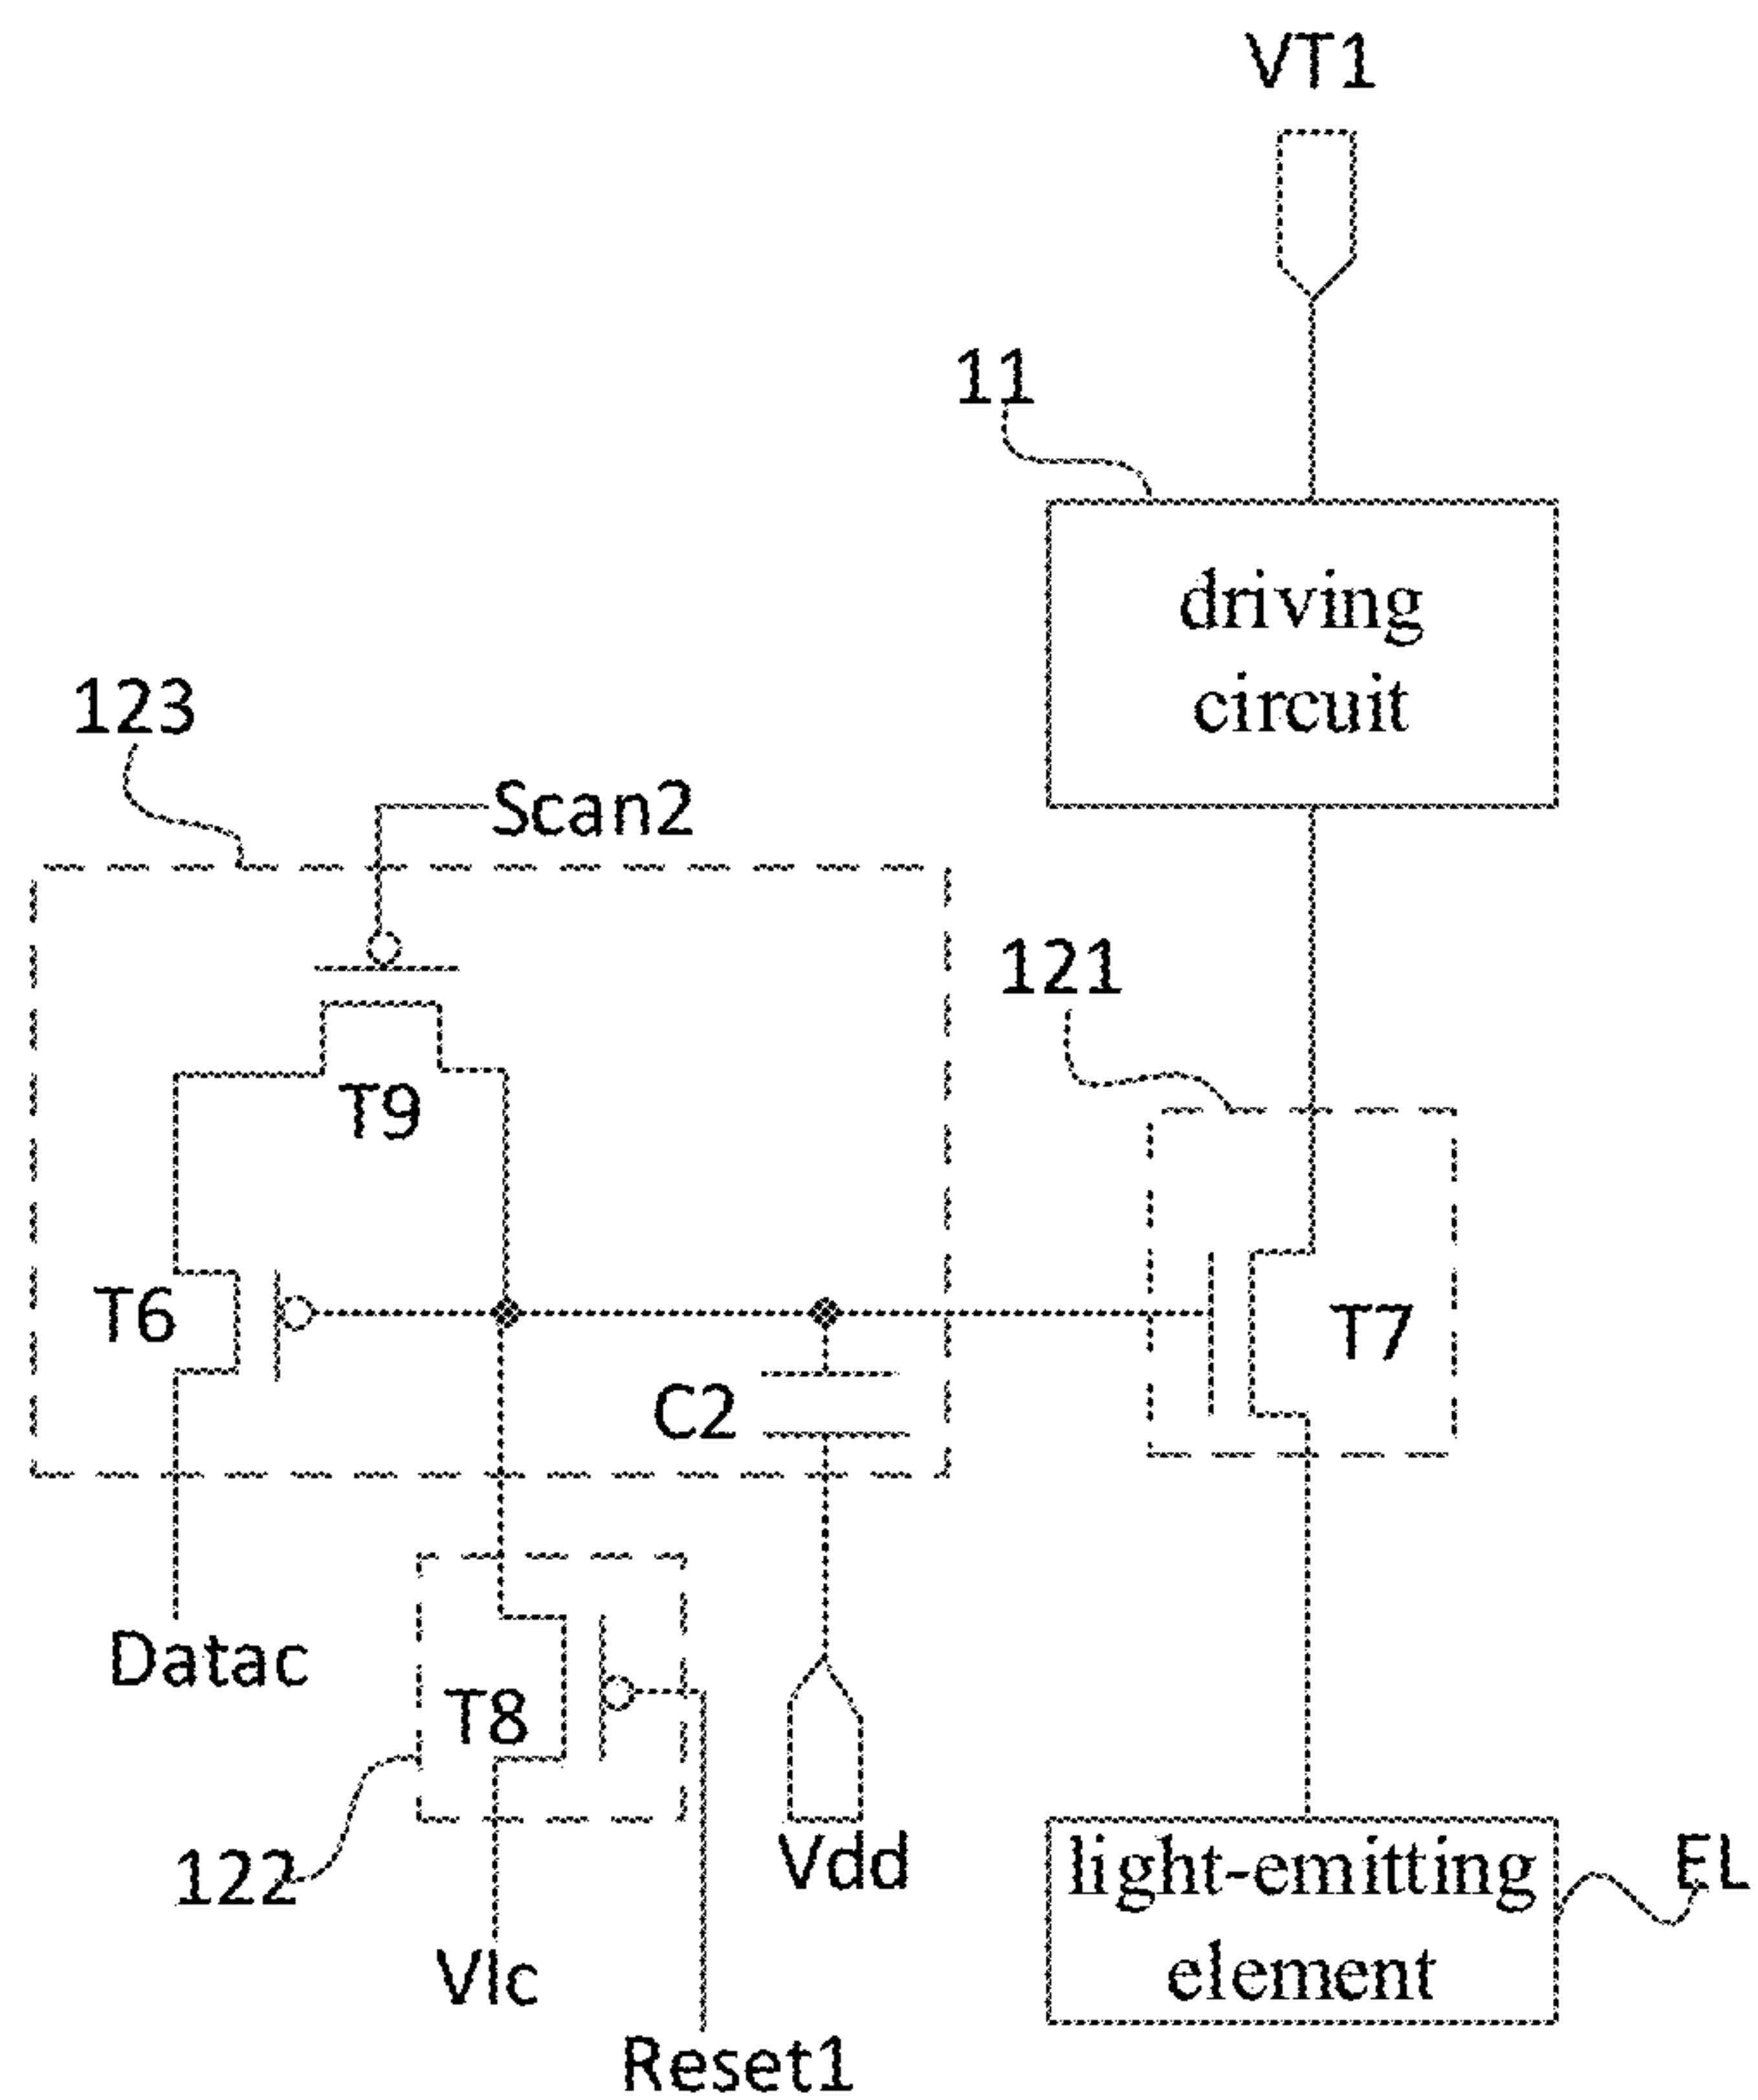 VT1
11
driving
circuit
123
Scan2
121
T9
T6
T7
C2
Datac
T8
122
Vdd
light-emitting
element
EL
VIc
Reset1